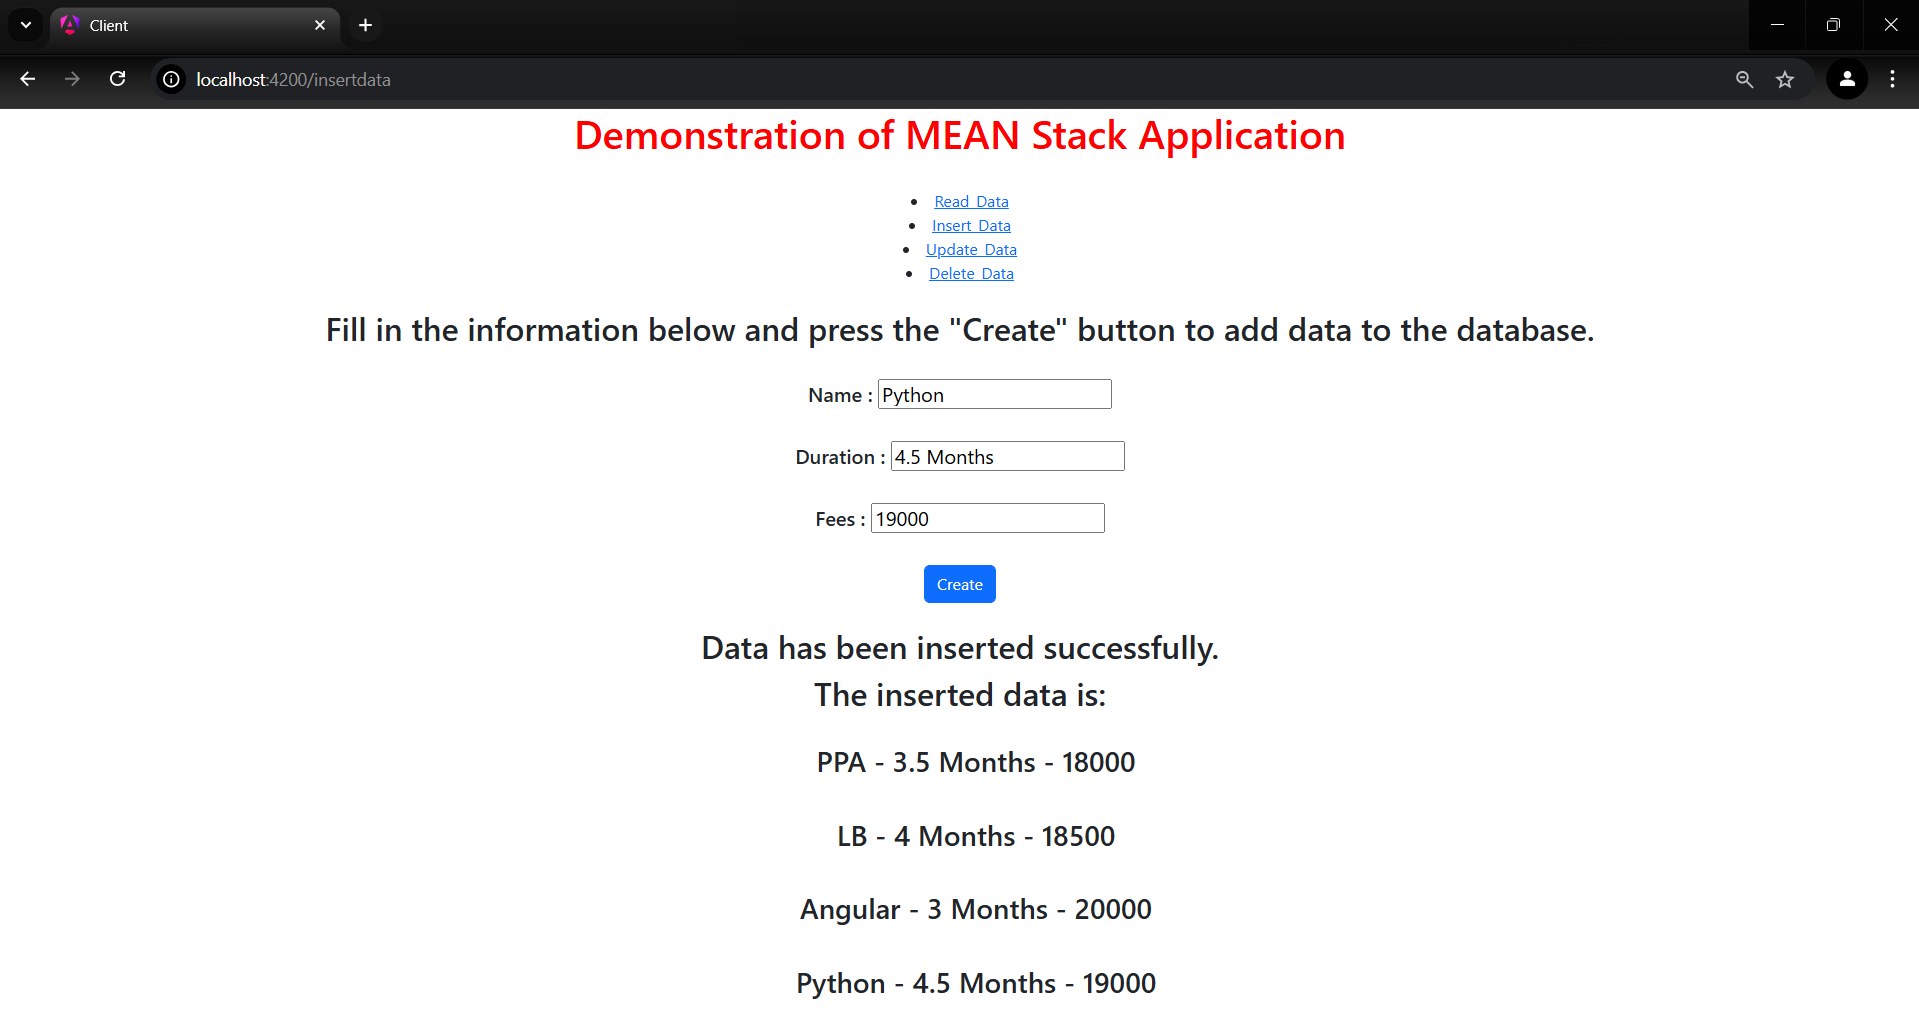 Client
localhost:4200/insertdata
Demonstration of MEAN Stack Application
Read Data
Insert Data
Update Data
Delete Data
Fill in the information below and press the "Create" button to add data to the database.
Name : Python
Duration : 4.5 Months
Fees : 19000
Create
Data has been inserted successfully.
The inserted data is:
PPA - 3.5 Months - 18000
LB - 4 Months - 18500
Angular - 3 Months - 20000
Python - 4.5 Months - 19000